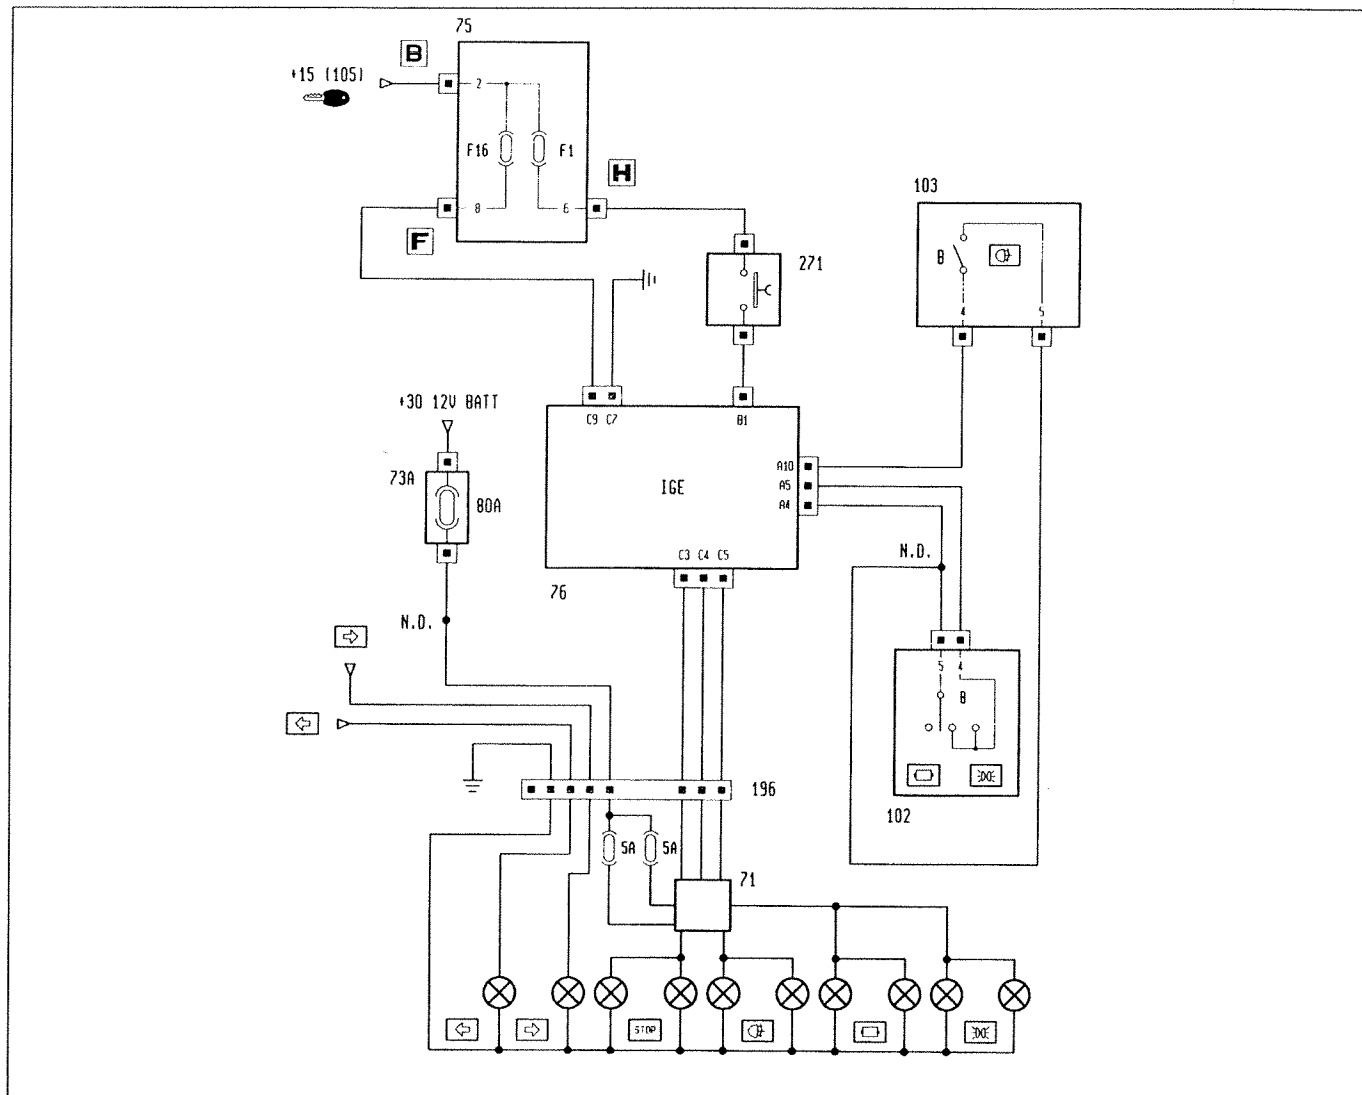 75
B
+15 (105)
2
F16
F1
H
8
6
F
103
271
B
4
5
+30 12V BATT
C9 C7
B1
73A
80A
IGE
A10
A5
A4
C3 C4 C5
N.D.
76
N.D.
5
4
B
196
102
5A
5A
71
STOP